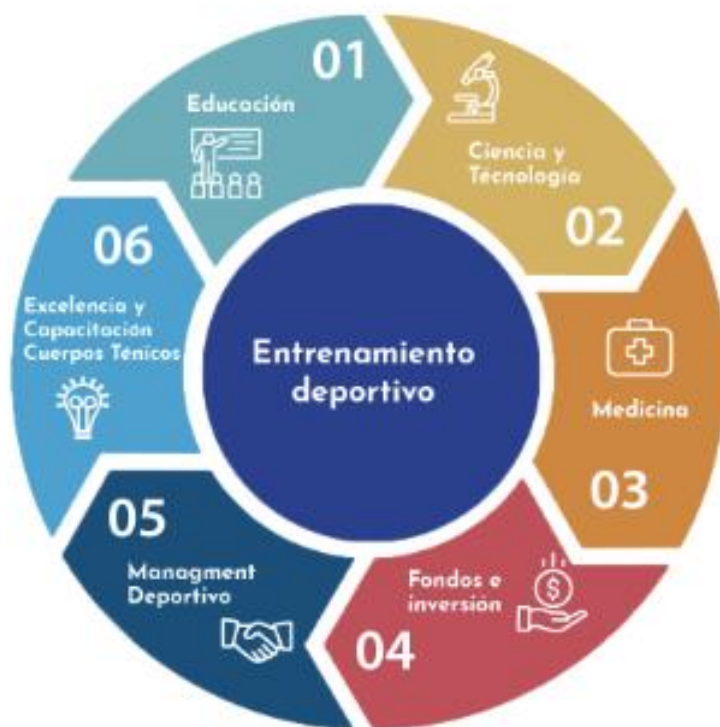 Entrenamiento
deportivo
01
Educación
Ciencia y
Tecnología
02
Medicina
03
Fondos e
inversión
$
04
05
Managment
Deportivo
06
Excelencia y
Capacitación
Cuerpos Ténicos